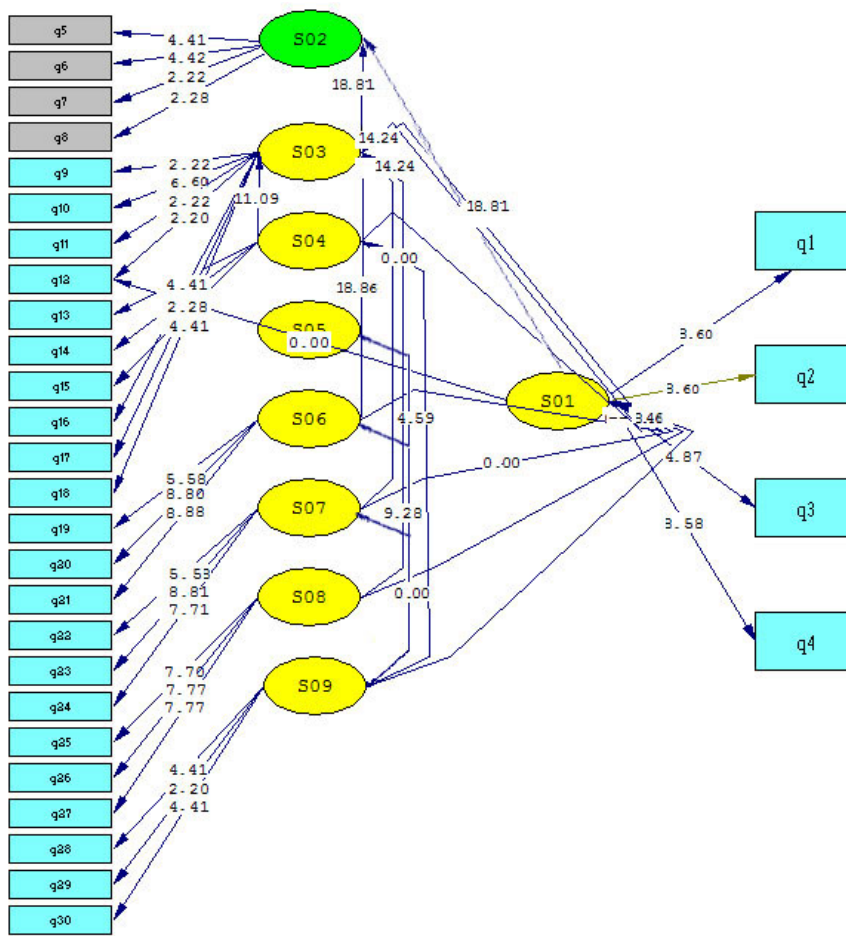 q5
q6
q7
q8
q9
q10
q11
q12
q13
q14
q15
q16
q17
q18
q19
q20
q21
q22
q23
q24
q25
q26
q27
q28
q29
q30
4.41
4.42
2.22
2.28
2.22
6.60
2.22
2.20
4.41
2.28
4.41
5.58
8.80
8.88
5.58
8.81
7.71
7.70
7.77
7.77
4.41
2.20
4.41
S02
S03
S04
S05
S06
S07
S08
S09
18.81
14.24
14.24
11.09
0.00
18.86
0.00
4.59
9.28
0.00
18.81
S01
3.46
0.00
3.60
3.60
4.87
3.58
q1
q2
q3
q4